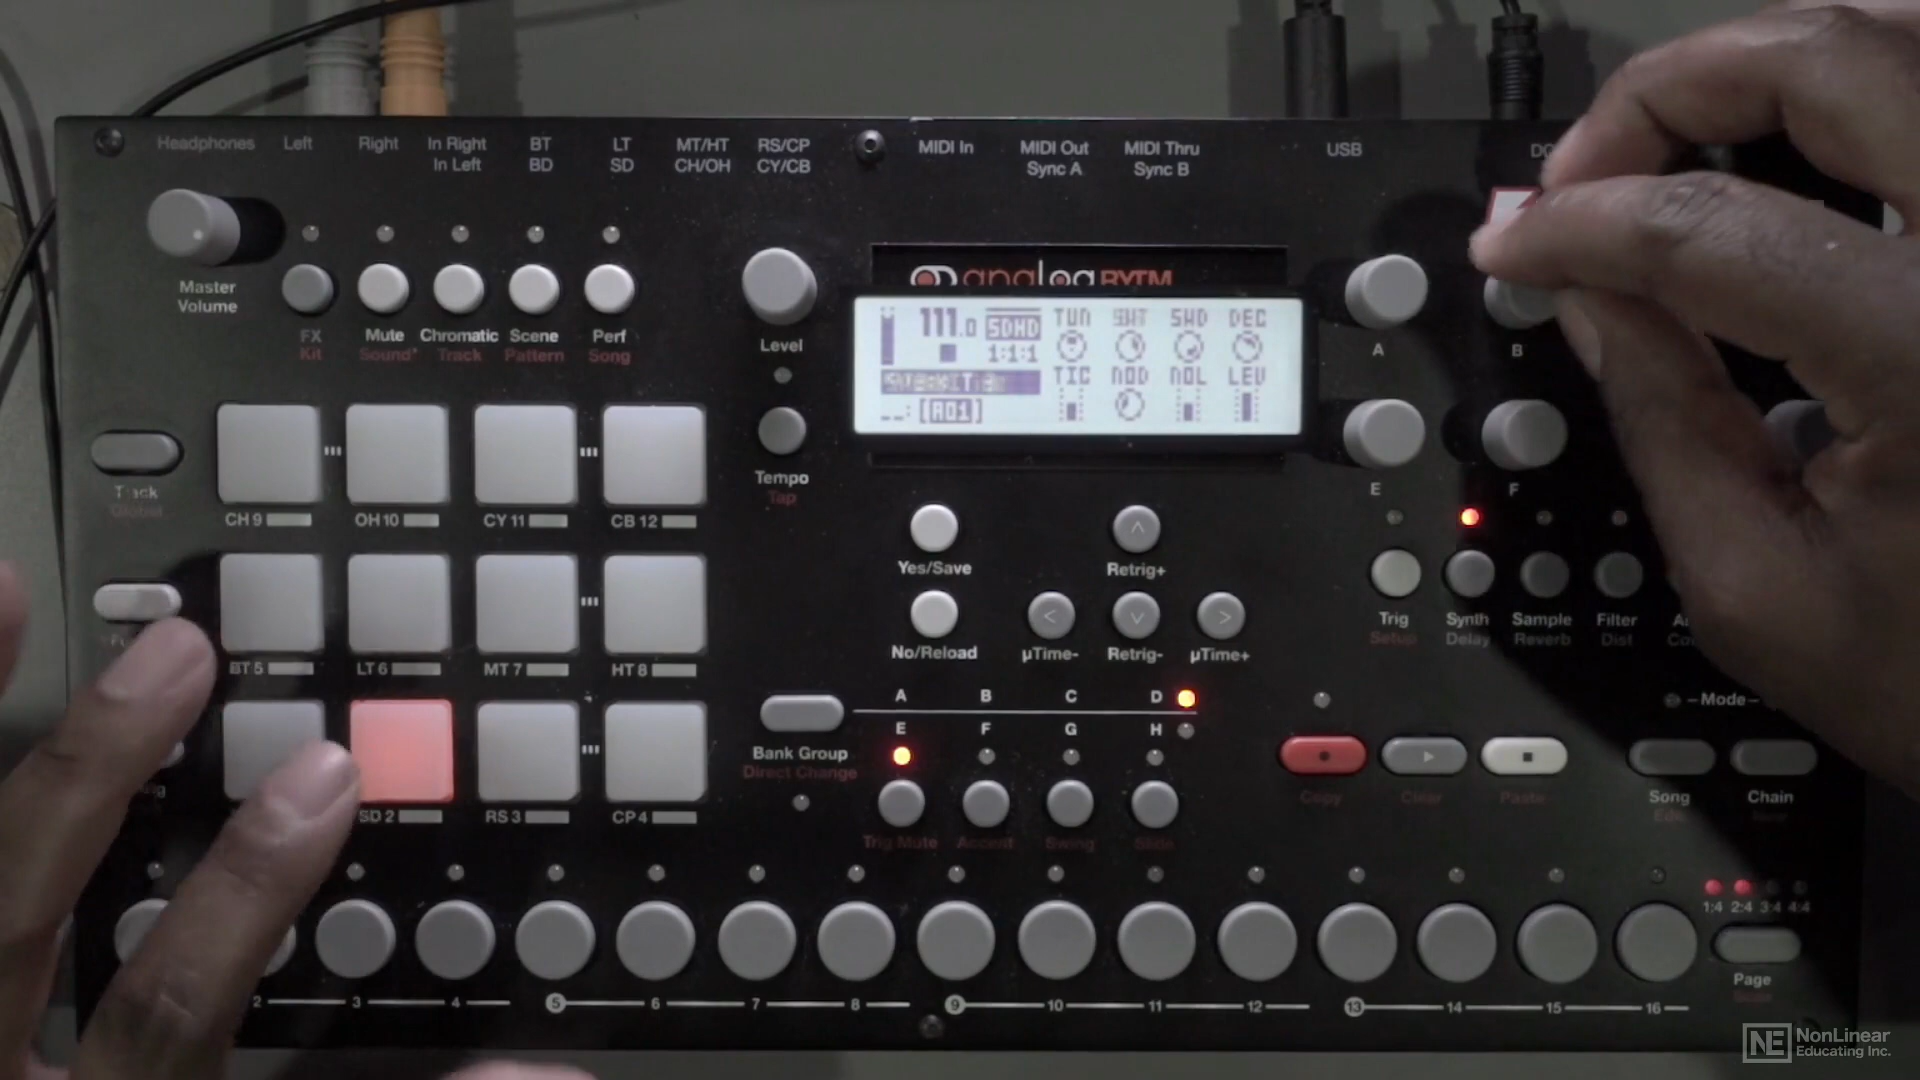 Headphones
Left
Right
In Right
In Left
BT
BD
LT
SD
MT/HT
CH/OH
RS/CP
CY/CB
MIDI In
MIDI Out
Sync A
MIDI Thru
Sync B
USB
Master
Volume
FX
Kit
Mute
Sound*
Chromatic
Track
Scene
Pattern
Perf
Song
Level
analog RYTM
111.0
SDHD
1:1:1
TUN
SWD
DEC
TIC
NOD
NOL
LEV
[A01]
A
B
E
F
Tempo
Tap
Track
Global
CH 9
OH 10
CY 11
CB 12
BT 5
LT 6
MT 7
HT 8
SD 2
RS 3
CP 4
Yes/Save
No/Reload
Retrig+
µTime-
Retrig-
µTime+
Trig
Setup
Synth
Delay
Sample
Reverb
Filter
Dist
Bank Group
Direct Change
A
B
C
D
E
F
G
H
Trig Mute
Accent
Swing
Slide
Copy
Clear
Paste
Mode
Song
Chain
1:4
2:4
3:4
4:4
Page
2
3
4
5
6
7
8
9
10
11
12
13
14
15
16
NE
NonLinear
Educating Inc.